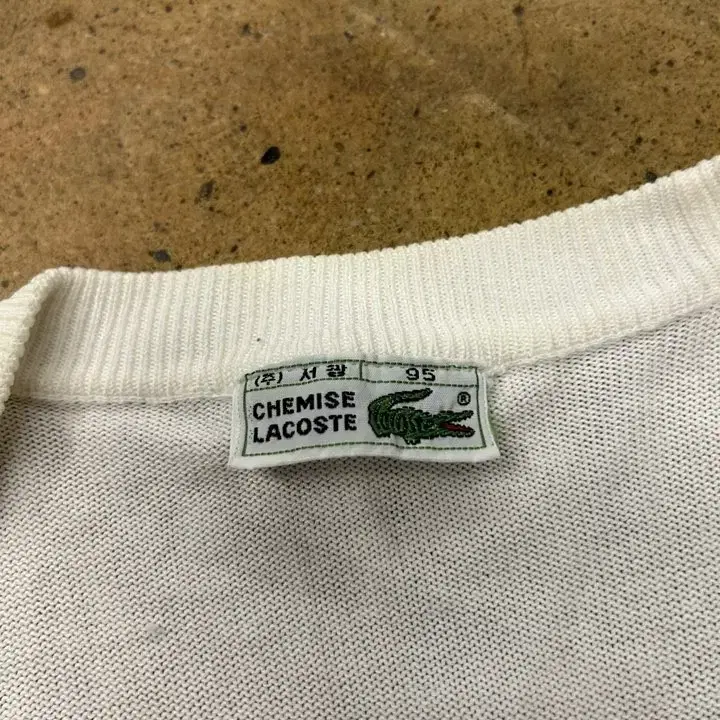 (주) 서광 95
CHEMISE
LACOSTE ®